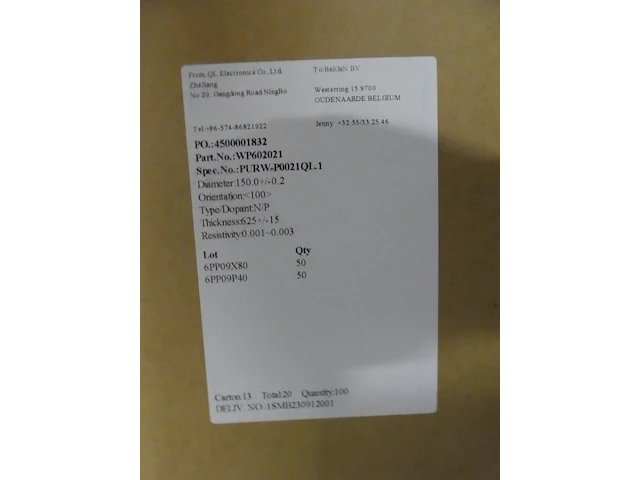 From: QL Electronics Co.,Ltd.
ZheJiang
No 20, Gangdong Road NingBo
Tel:+86-574-86821922
To:BelGaN BV
Westerring 15 9700
OUDENAARDE BELGIUM
Jenny +32.55/33.25.46
PO.:4500001832
Part.No.:WP602021
Spec.No.:PURW-P0021QL.1
Diameter:150.0+/-0.2
Orientation:<100>
Type/Dopant:N/P
Thickness:625+/-15
Resistivity:0.001~0.003
Lot Qty
6PP09X80 50
6PP09P40 50
Carton:13 Total:20 Quantity:100
DELIV. NO.:1SMB230912001